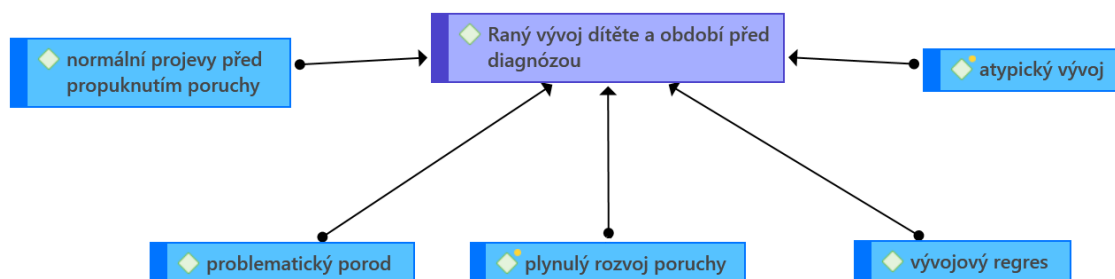 Raný vývoj dítěte a období před
diagnózou
normální projevy před
propuknutím poruchy
atypický vývoj
problematický porod
plynulý rozvoj poruchy
vývojový regres